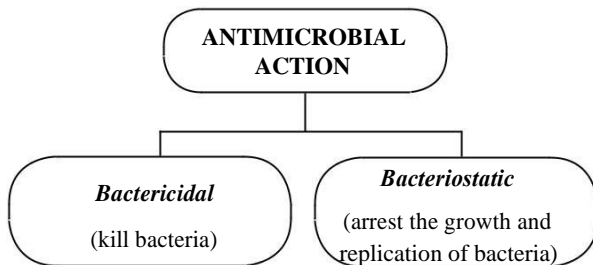 ANTIMICROBIAL
ACTION
Bactericidal
(kill bacteria)
Bacteriostatic
(arrest the growth and
replication of bacteria)